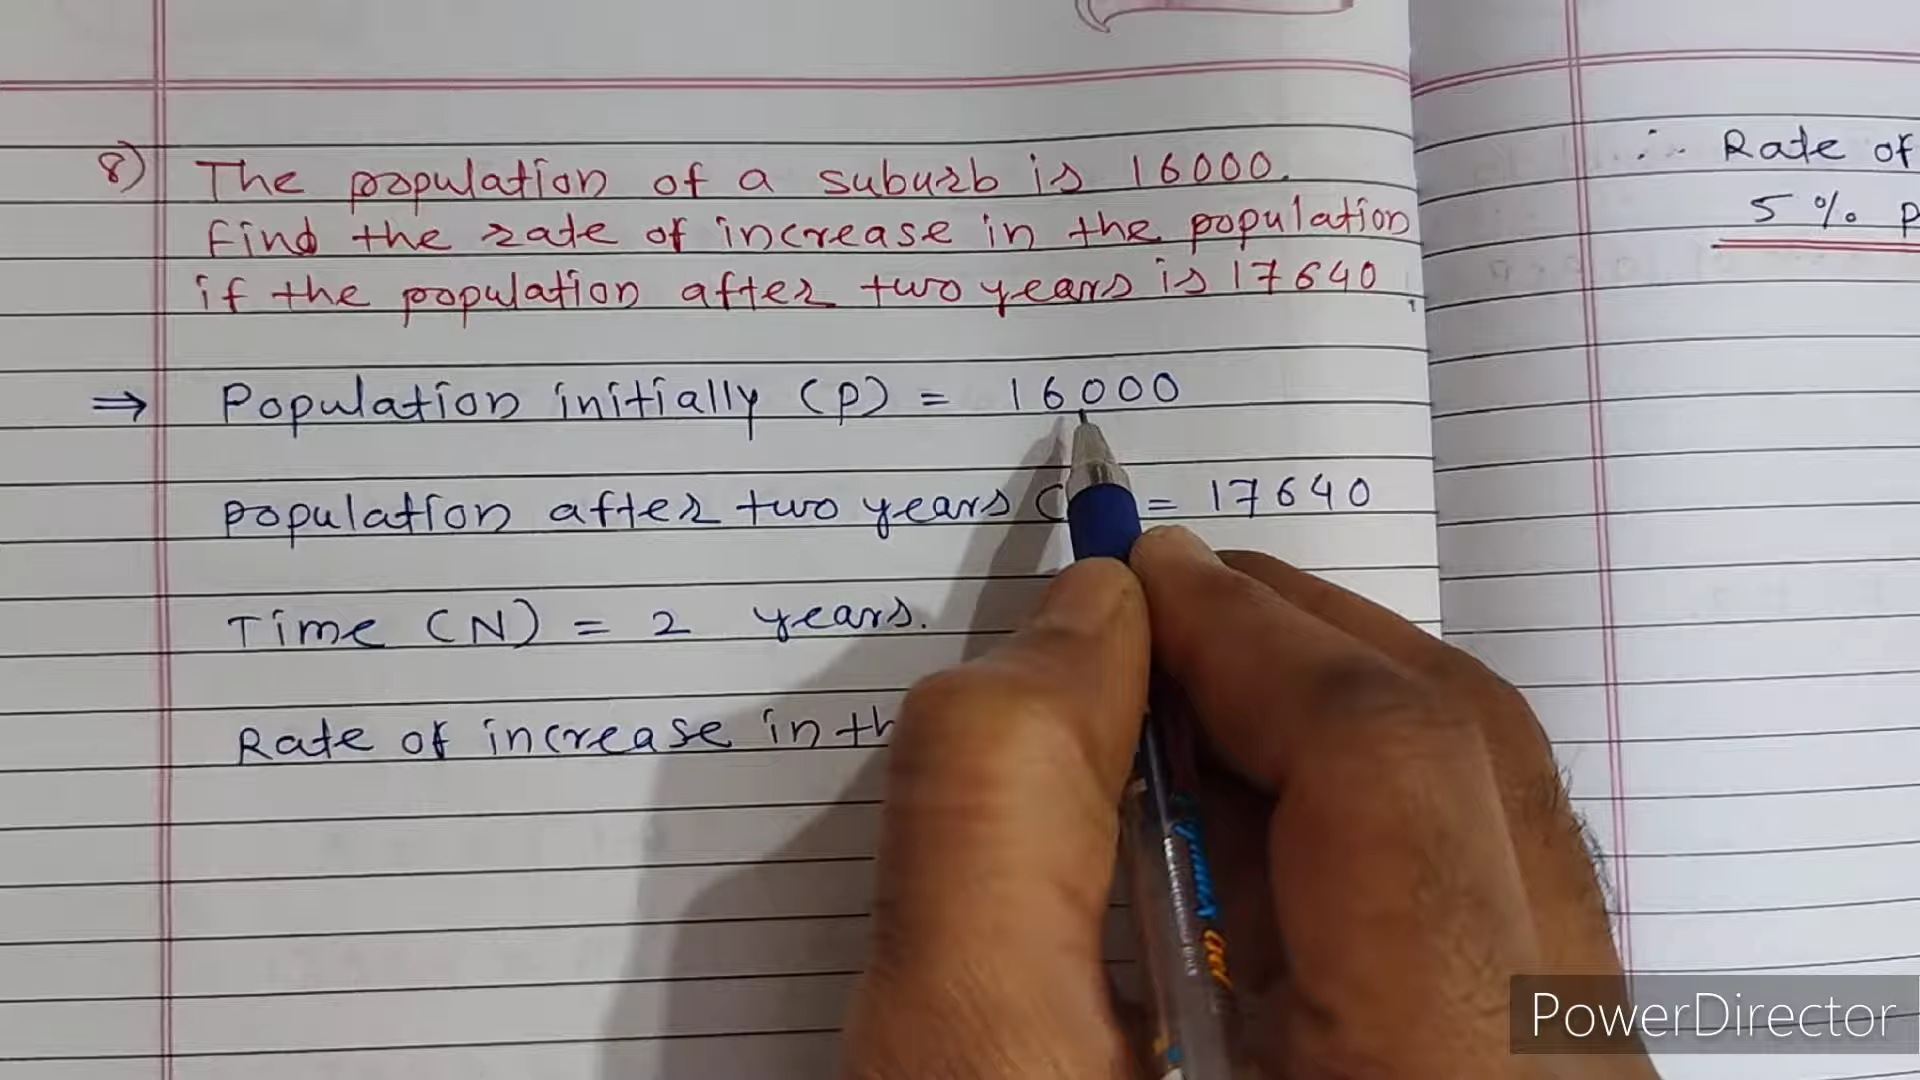 8) The population of a suburb is 16000.
Find the rate of increase in the population
if the population after two years is 17640.
⇒ Population initially (P) = 16000
population after two years ( = 17640
Time (N) = 2 years.
Rate of increase in th
∴ Rate of
5 % p
PowerDirector